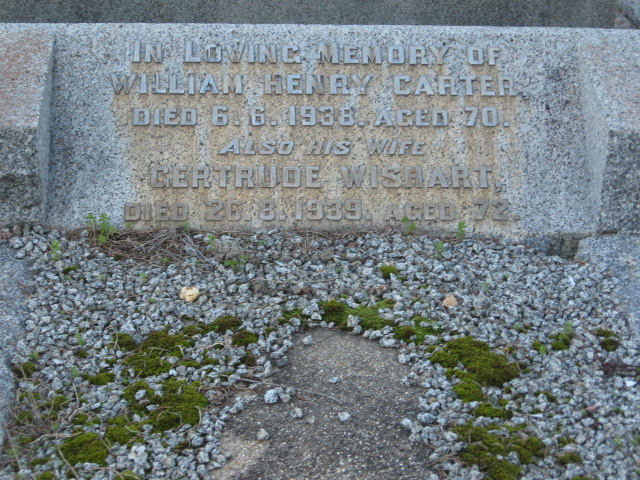 IN LOVING MEMORY OF
WILLIAM HENRY CARTER.
DIED 6.6.1938. AGED 70.
ALSO HIS WIFE
GERTRUDE WISHART,
DIED 26.8.1939. AGED 72.